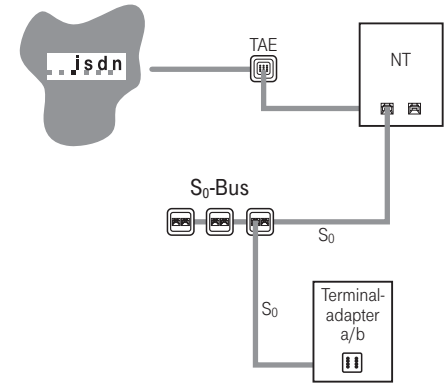 isdn
TAE
NT
S₀-Bus
S₀
S₀
Terminal-
adapter
a/b